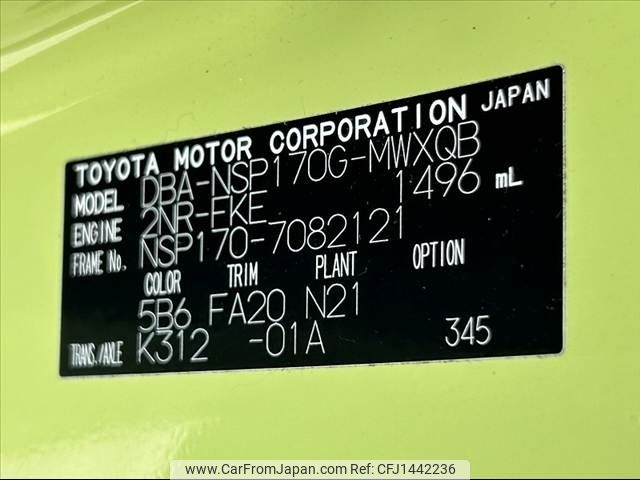 TOYOTA MOTOR CORPORATION JAPAN
MODEL DBA-NSP170G-MWXQB
ENGINE 2NR-FKE 1496 mL
FRAME No. NSP170-7082121
COLOR TRIM PLANT OPTION
5B6 FA20 N21
TRANS./AXLE K312 -01A 345
www.CarFromJapan.com CFJ1442236